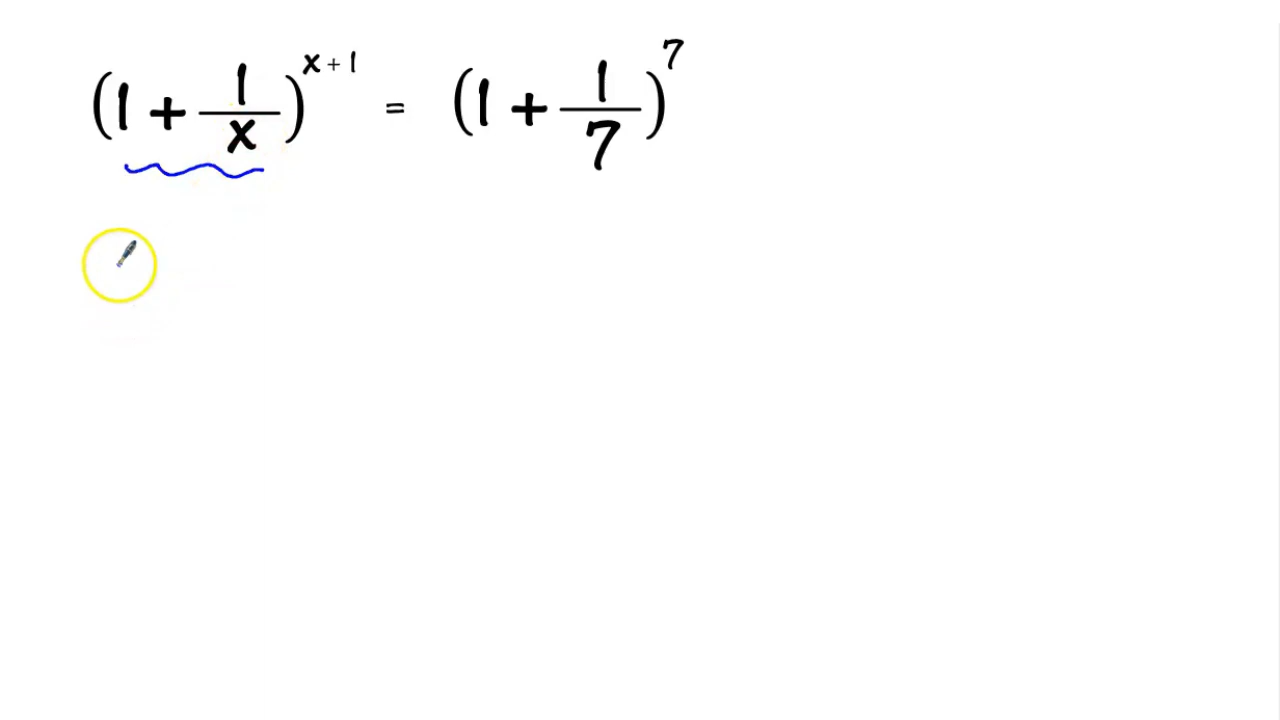 (1 + 1/x)^(x+1) = (1 + 1/7)^7